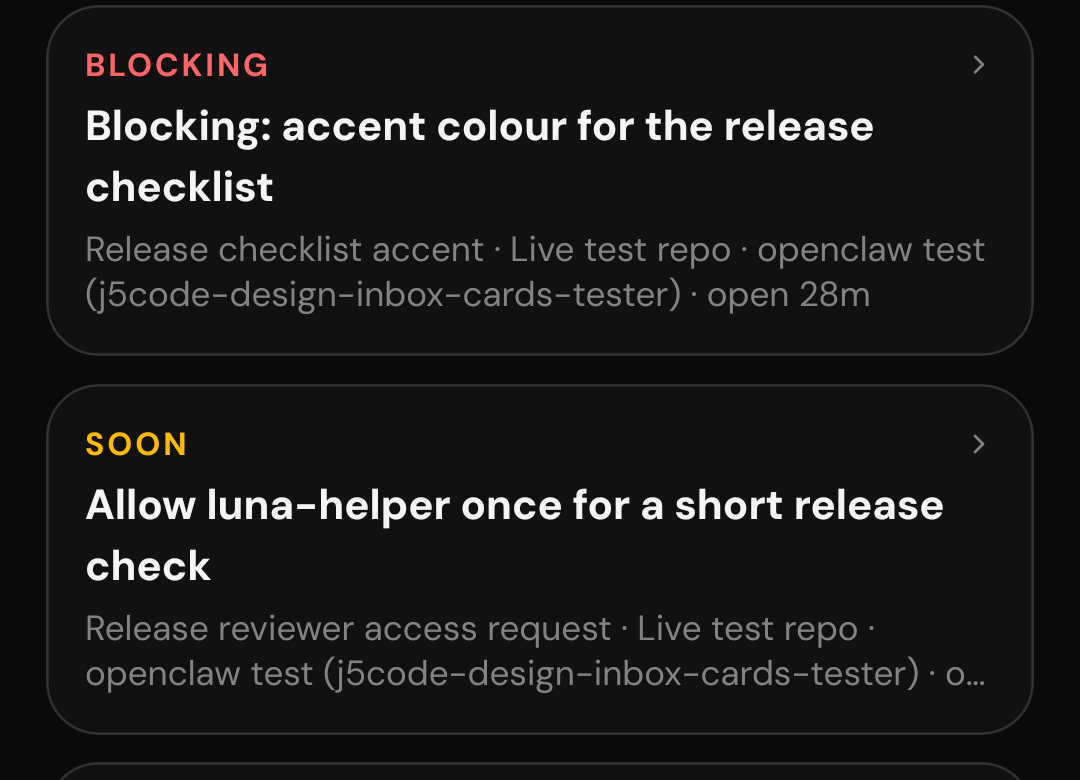 BLOCKING
Blocking: accent colour for the release
checklist
Release checklist accent · Live test repo · openclaw test
(j5code-design-inbox-cards-tester) · open 28m
SOON
Allow luna-helper once for a short release
check
Release reviewer access request · Live test repo ·
openclaw test (j5code-design-inbox-cards-tester) · o…